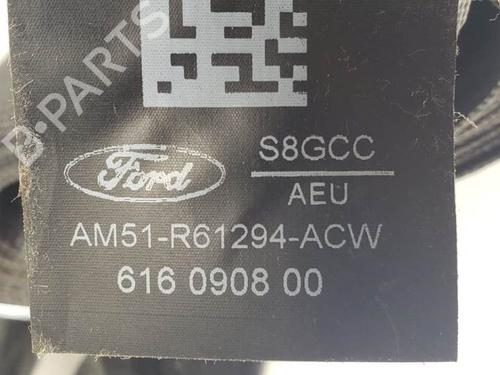 B-PARTS
Ford
S8GCC
AEU
AM51-R61294-ACW
616 0908 00